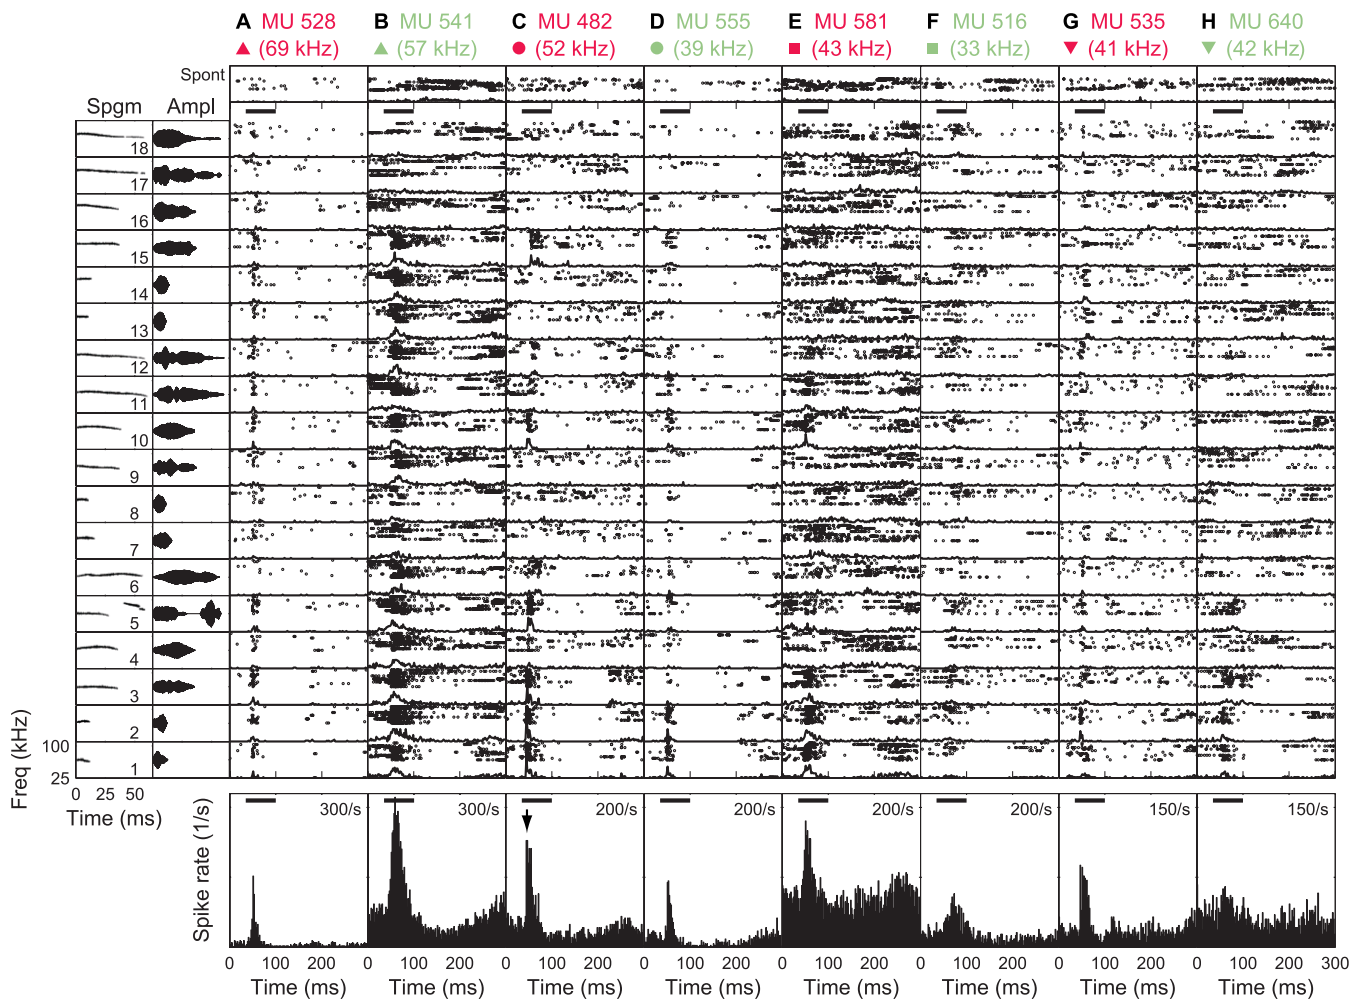 A MU 528 B MU 541 C MU 482 D MU 555 E MU 581 F MU 516 G MU 535 H MU 640
(69 kHz) (57 kHz) (52 kHz) (39 kHz) (43 kHz) (33 kHz) (41 kHz) (42 kHz)
Spont
Spgm Ampl
18
17
16
15
14
13
12
11
10
9
8
7
6
5
4
3
2
1
Freq (kHz)
100
25
0 25 50
Time (ms)
Spike rate (1/s)
300/s 300/s 200/s 200/s 200/s 200/s 150/s 150/s
0 100 200 0 100 200 0 100 200 0 100 200 0 100 200 0 100 200 0 100 200 0 100 200 300
Time (ms) Time (ms) Time (ms) Time (ms) Time (ms) Time (ms) Time (ms) Time (ms)